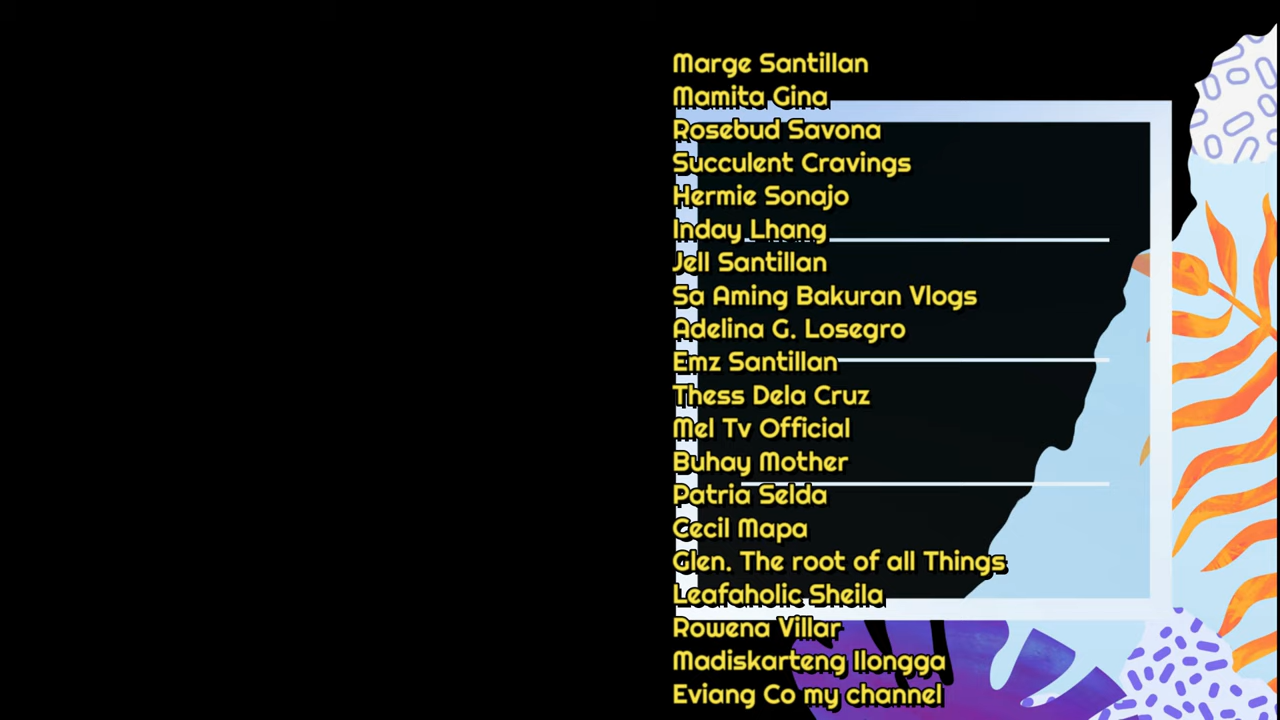 Marge Santillan
Mamita Gina
Rosebud Savona
Succulent Cravings
Hermie Sonajo
Inday Lhang
Jell Santillan
Sa Aming Bakuran Vlogs
Adelina G. Losegro
Emz Santillan
Thess Dela Cruz
Mel Tv Official
Buhay Mother
Patria Selda
Cecil Mapa
Glen. The root of all Things
Leafaholic Sheila
Rowena Villar
Madiskarteng Ilongga
Eviang Co my channel